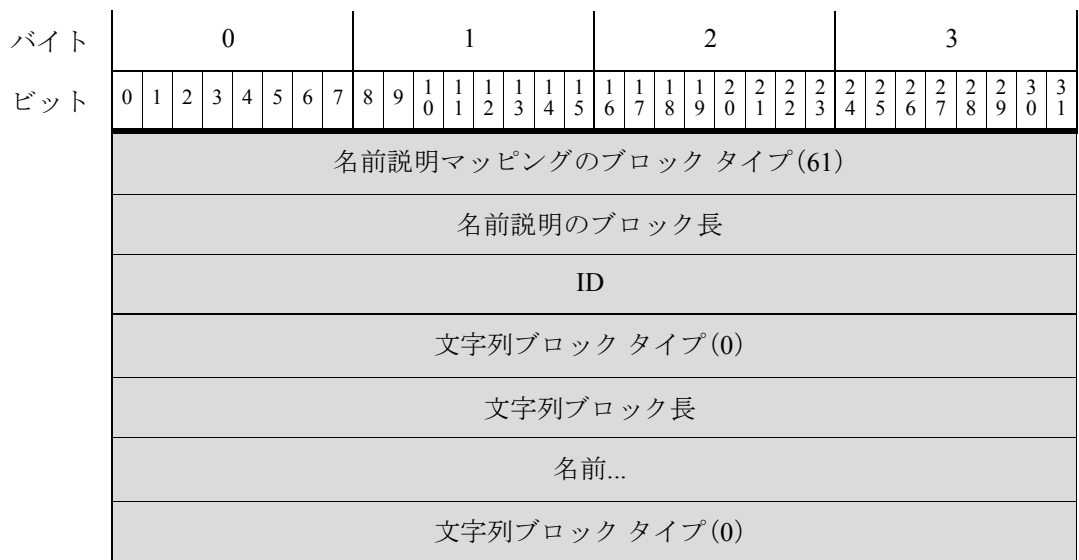 バイト 0 1 2 3
ビット 0 1 2 3 4 5 6 7 8 9 10 11 12 13 14 15 16 17 18 19 20 21 22 23 24 25 26 27 28 29 30 31
名前説明マッピングのブロック タイプ(61)
名前説明のブロック長
ID
文字列ブロック タイプ(0)
文字列ブロック長
名前...
文字列ブロック タイプ(0)